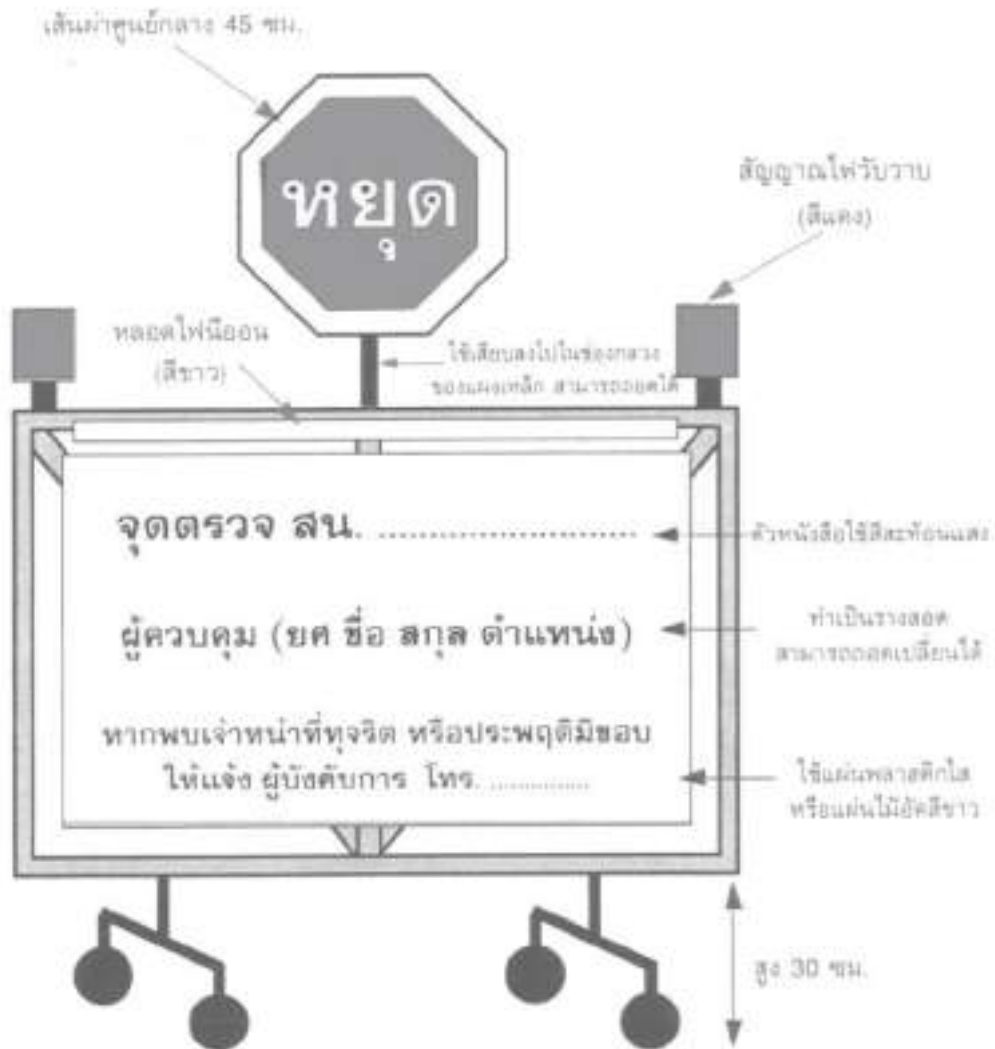 เส้นผ่าศูนย์กลาง 45 ซม.
หยุด
สัญญาณไฟวับวาบ
(สีแดง)
หลอดไฟนีออน
(สีขาว)
ใช้เสียบลงไปในช่องกลวง
ของแผงเหล็ก สามารถถอดได้
จุดตรวจ สน. ..............................
ตัวหนังสือใช้สีสะท้อนแสง
ผู้ควบคุม (ยศ ชื่อ สกุล ตำแหน่ง)
ทำเป็นรางสอด
สามารถถอดเปลี่ยนได้
หากพบเจ้าหน้าที่ทุจริต หรือประพฤติมิชอบ
ให้แจ้ง ผู้บังคับการ โทร. ...............
ใช้แผ่นพลาสติกใส
หรือแผ่นไม้อัดสีขาว
สูง 30 ซม.